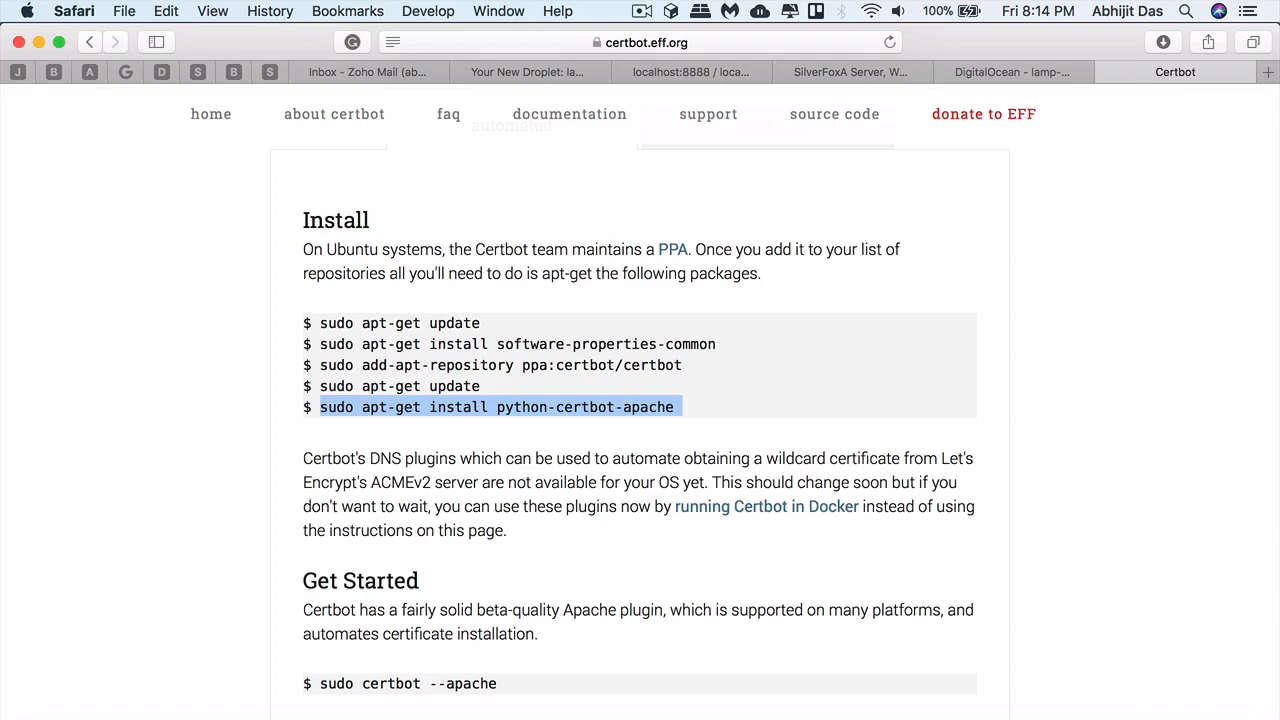 Safari File Edit View History Bookmarks Develop Window Help 100% Fri 8:14 PM Abhijit Das
certbot.eff.org
J B A G D S B S Inbox - Zoho Mail (ab... Your New Droplet: la... localhost:8888 / loca... SilverFoxA Server, W... DigitalOcean - lamp-... Certbot
home about certbot faq documentation support source code donate to EFF
automated
Install
On Ubuntu systems, the Certbot team maintains a PPA. Once you add it to your list of
repositories all you'll need to do is apt-get the following packages.
$ sudo apt-get update
$ sudo apt-get install software-properties-common
$ sudo add-apt-repository ppa:certbot/certbot
$ sudo apt-get update
$ sudo apt-get install python-certbot-apache
Certbot's DNS plugins which can be used to automate obtaining a wildcard certificate from Let's
Encrypt's ACMEv2 server are not available for your OS yet. This should change soon but if you
don't want to wait, you can use these plugins now by running Certbot in Docker instead of using
the instructions on this page.
Get Started
Certbot has a fairly solid beta-quality Apache plugin, which is supported on many platforms, and
automates certificate installation.
$ sudo certbot --apache